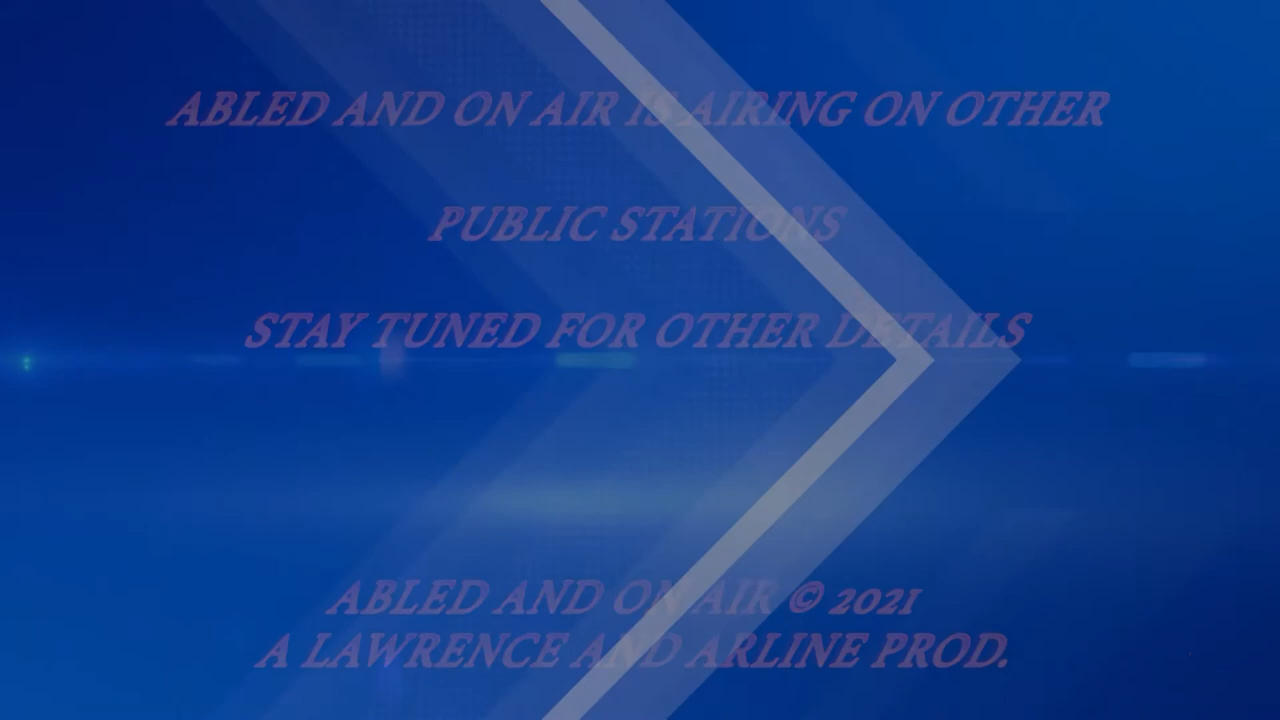 ABLED AND ON AIR IS AIRING ON OTHER
PUBLIC STATIONS
STAY TUNED FOR OTHER DETAILS
ABLED AND ON AIR © 2021
A LAWRENCE AND ARLINE PROD.